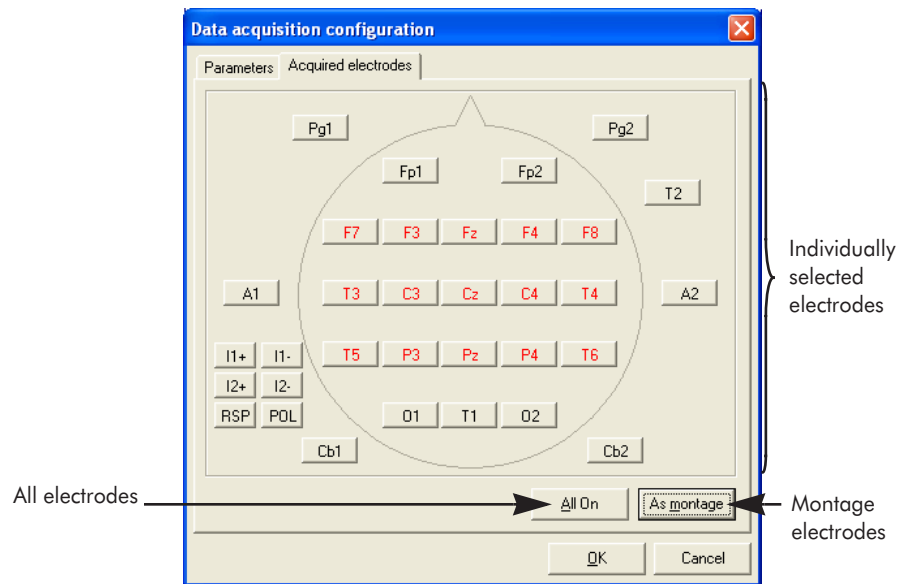 Data acquisition configuration
Parameters Acquired electrodes
Pg1 Pg2
Fp1 Fp2
T2
F7 F3 Fz F4 F8
Individually
selected
electrodes
A1 T3 C3 Cz C4 T4 A2
I1+ I1- T5 P3 Pz P4 T6
I2+ I2-
RSP POL O1 T1 O2
Cb1 Cb2
All electrodes
All On As montage
Montage
electrodes
OK Cancel